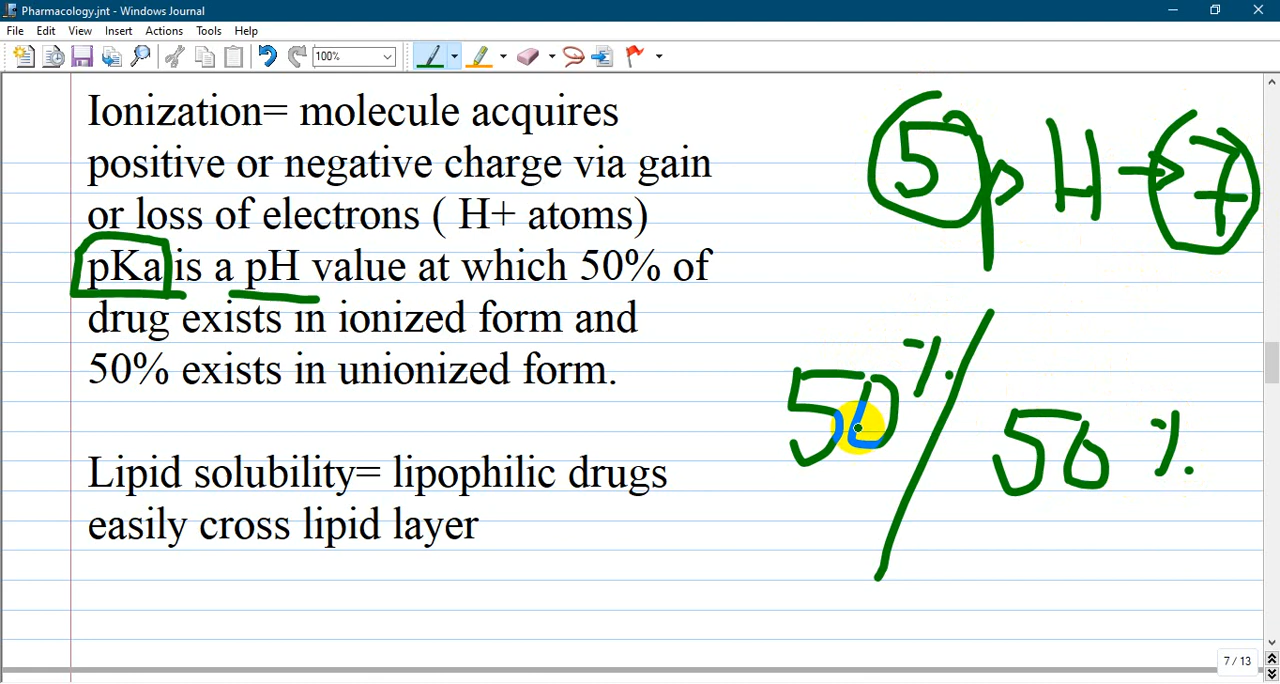 Pharmacology.jnt - Windows Journal
File Edit View Insert Actions Tools Help
100%
Ionization= molecule acquires
positive or negative charge via gain
or loss of electrons ( H+ atoms)
pKa is a pH value at which 50% of
drug exists in ionized form and
50% exists in unionized form.
Lipid solubility= lipophilic drugs
easily cross lipid layer
5 pH → 7
50% / 50%
7 / 13